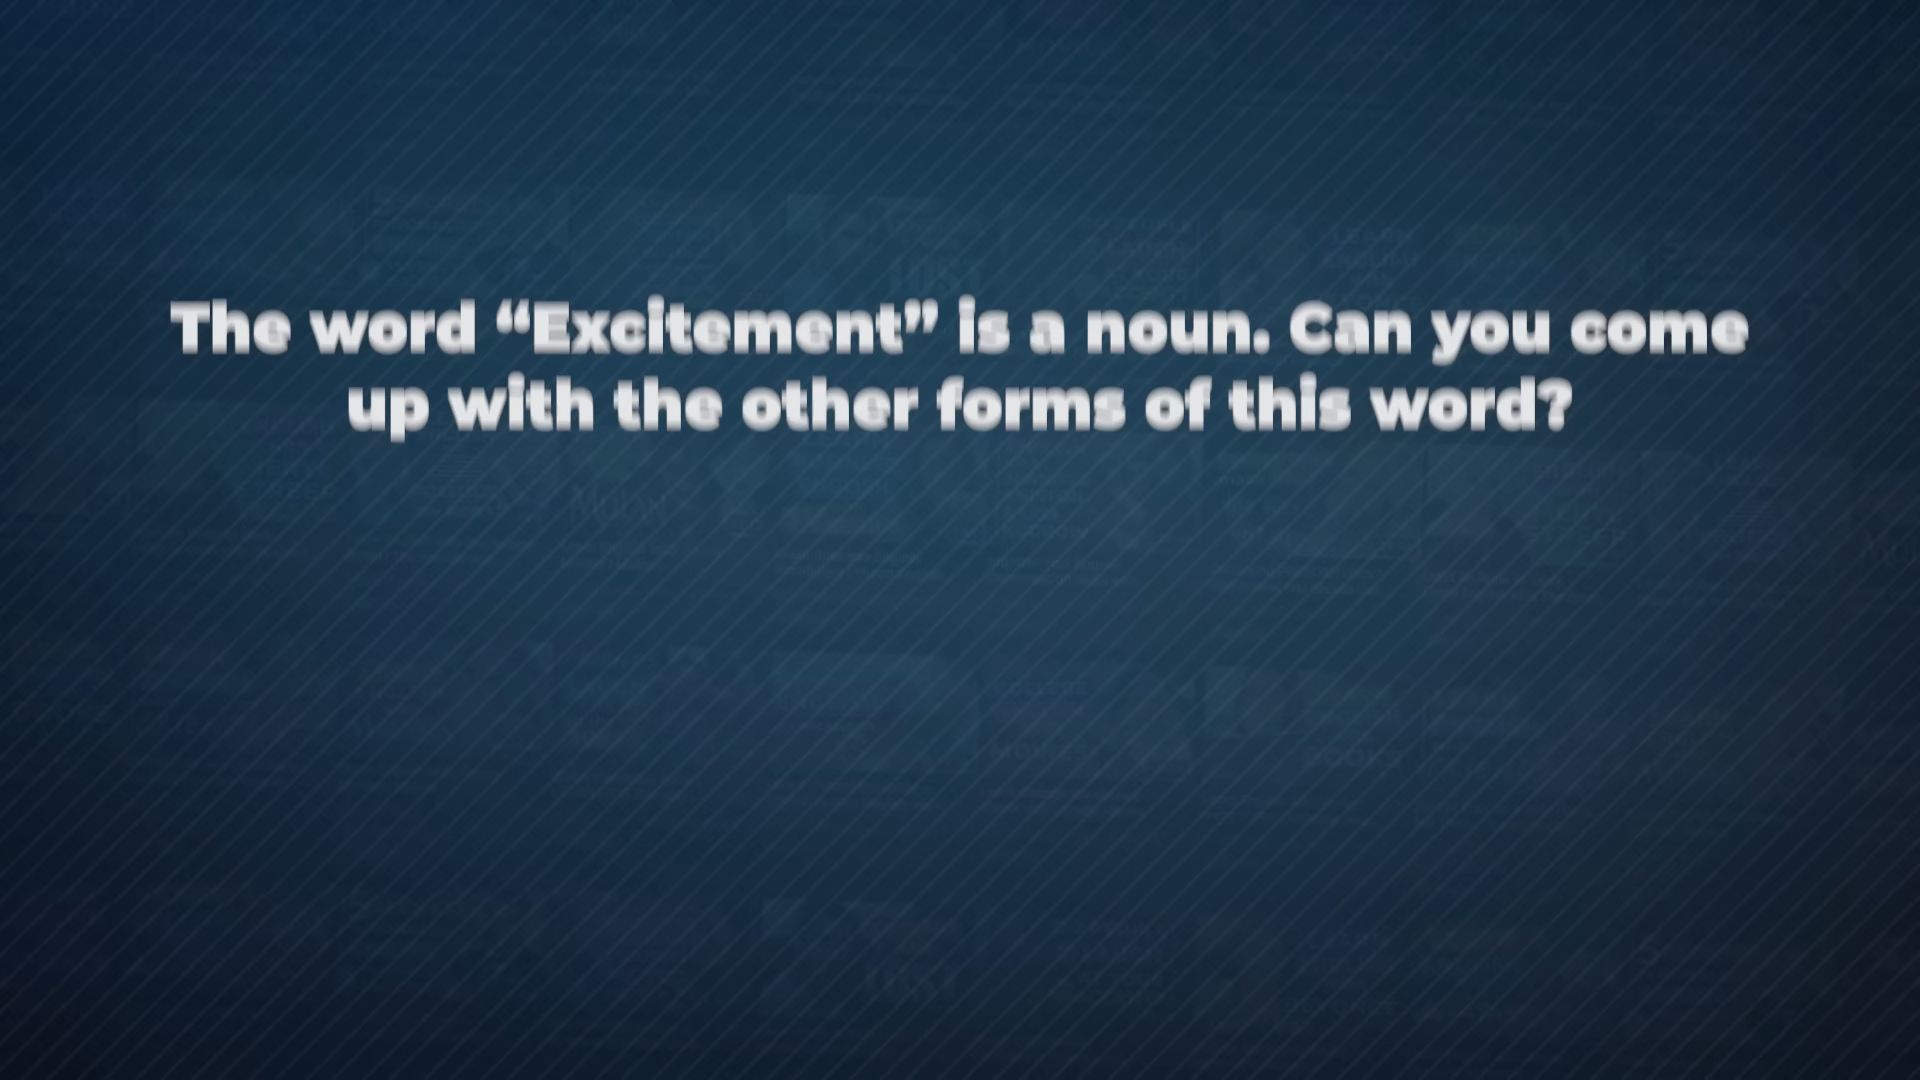 The word “Excitement” is a noun. Can you come
up with the other forms of this word?